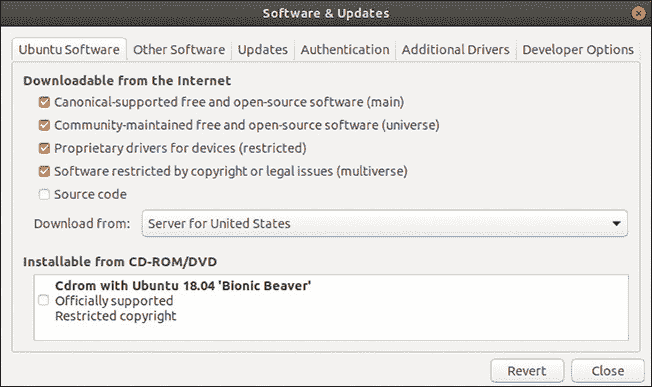 Software & Updates
Ubuntu Software Other Software Updates Authentication Additional Drivers Developer Options
Downloadable from the Internet
Canonical-supported free and open-source software (main)
Community-maintained free and open-source software (universe)
Proprietary drivers for devices (restricted)
Software restricted by copyright or legal issues (multiverse)
Source code
Download from: Server for United States
Installable from CD-ROM/DVD
Cdrom with Ubuntu 18.04 'Bionic Beaver'
Officially supported
Restricted copyright
Revert Close